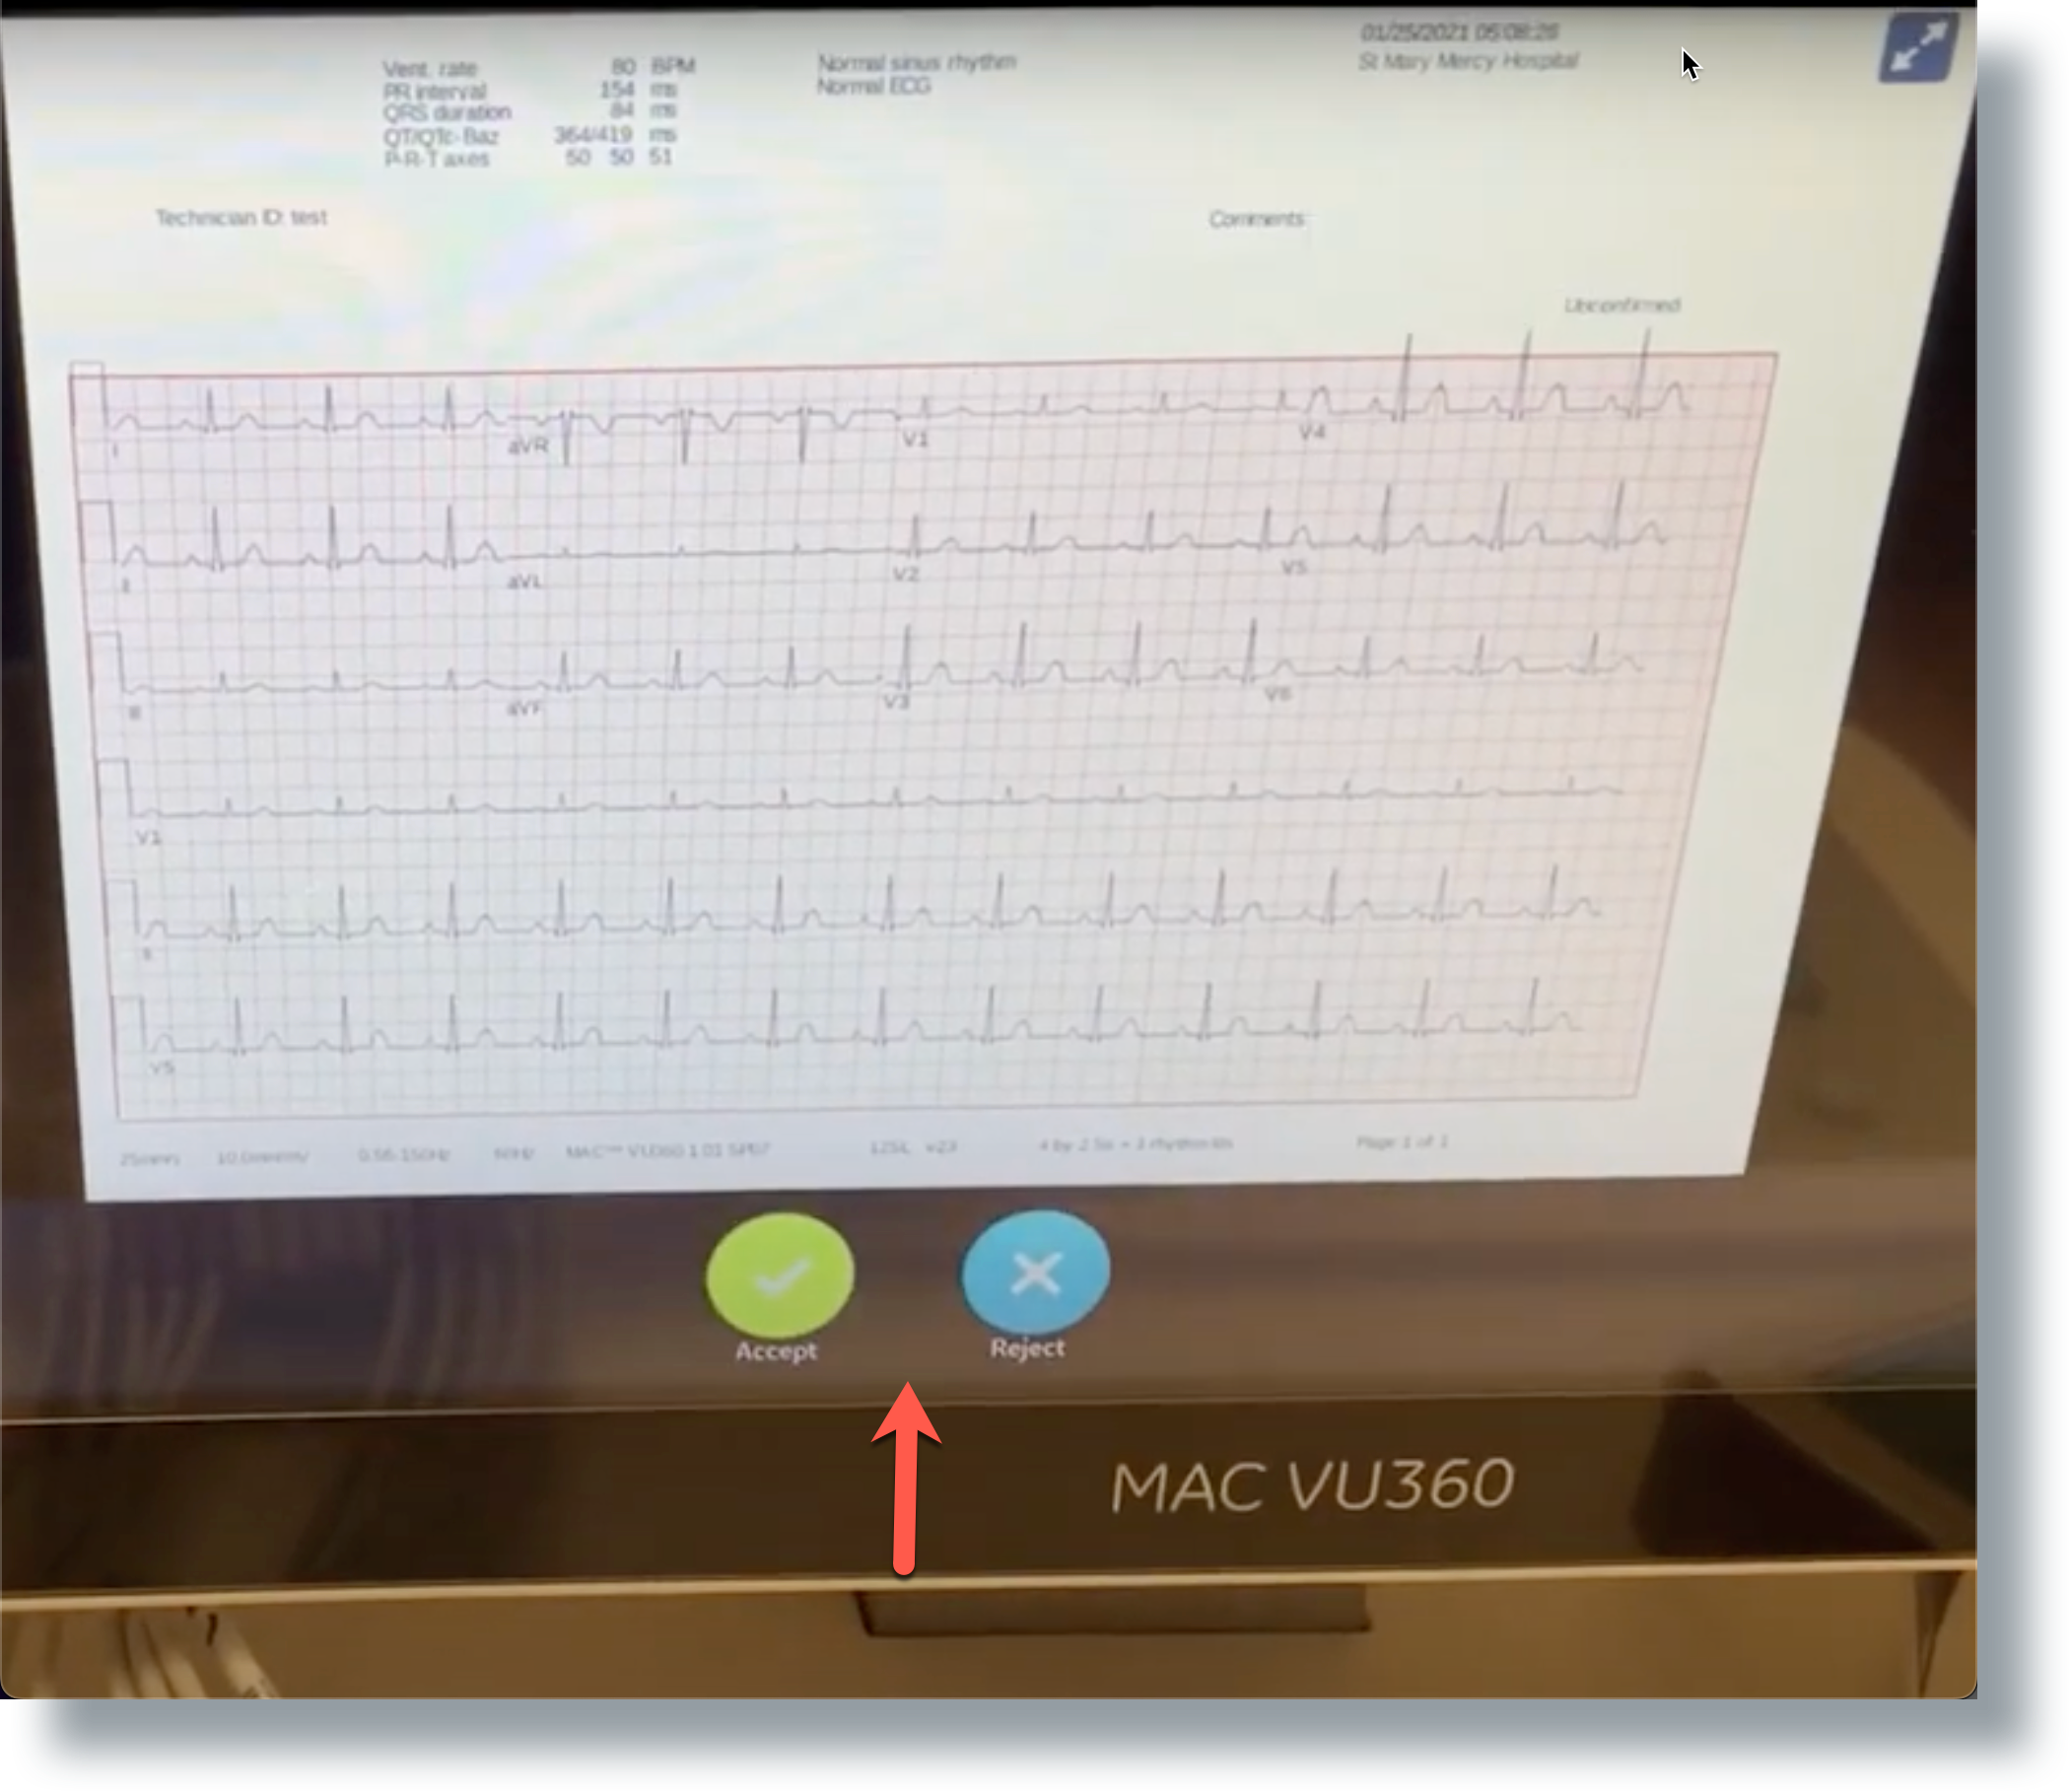 01/25/2021 05:08:26
St Mary Mercy Hospital
Vent. rate 80 BPM
PR interval 154 ms
QRS duration 84 ms
QT/QTc-Baz 364/419 ms
P-R-T axes 50 50 51
Normal sinus rhythm
Normal ECG
Technician ID: test
Comments:
Unconfirmed
I aVR V1 V4
II aVL V2 V5
III aVF V3 V6
V1
II
V5
25mm/s 10.0mm/mV 0.56-150Hz 60Hz MAC™ VU360 1.01 SP07 12SL v23 4 by 2.5s + 3 rhythm lds Page 1 of 1
Accept
Reject
MAC VU360